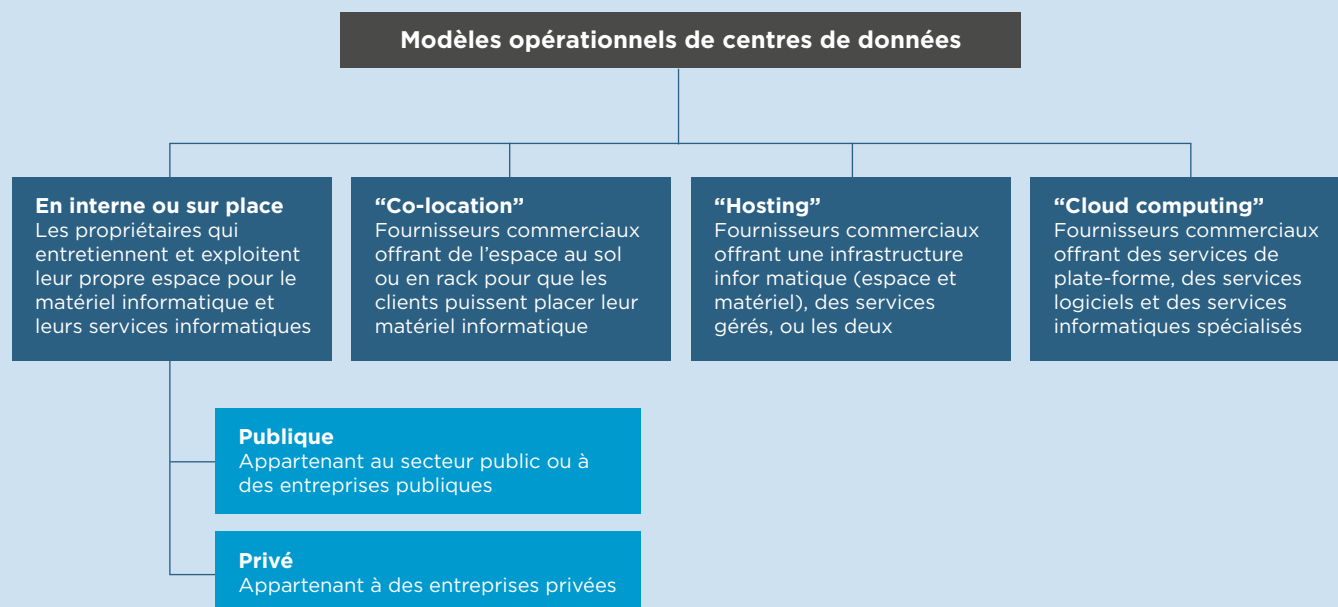 Modèles opérationnels de centres de données
En interne ou sur place
Les propriétaires qui
entretiennent et exploitent
leur propre espace pour le
matériel informatique et
leurs services informatiques
“Co-location”
Fournisseurs commerciaux
offrant de l’espace au sol
ou en rack pour que les
clients puissent placer leur
matériel informatique
“Hosting”
Fournisseurs commerciaux
offrant une infrastructure
infor matique (espace et
matériel), des services
gérés, ou les deux
“Cloud computing”
Fournisseurs commerciaux
offrant des services de
plate-forme, des services
logiciels et des services
informatiques spécialisés
Publique
Appartenant au secteur public ou à
des entreprises publiques
Privé
Appartenant à des entreprises privées